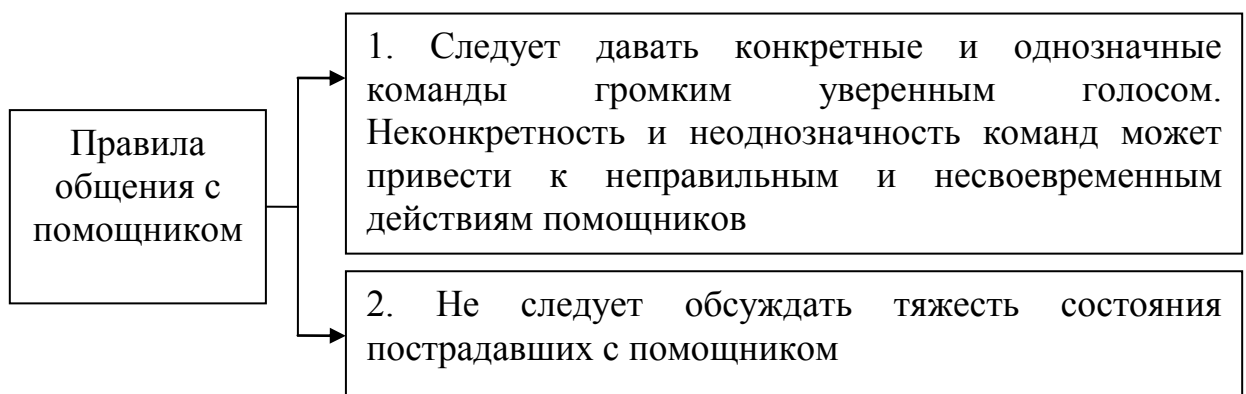 Правила
общения с
помощником
1. Следует давать конкретные и однозначные
команды громким уверенным голосом.
Неконкретность и неоднозначность команд может
привести к неправильным и несвоевременным
действиям помощников
2. Не следует обсуждать тяжесть состояния
пострадавших с помощником